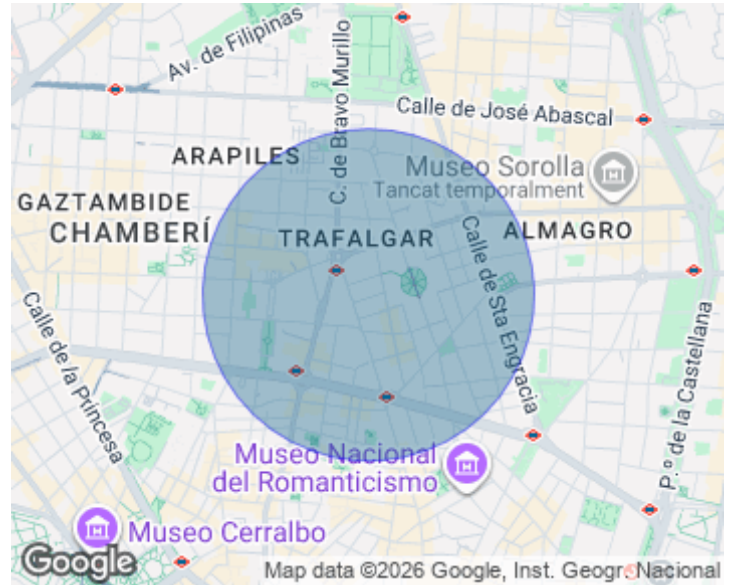 Av. de Filipinas
C. de Bravo Murillo
Calle de José Abascal
ARAPILES
Museo Sorolla
Tancat temporalment
GAZTAMBIDE
CHAMBERÍ
TRAFALGAR
ALMAGRO
Calle de Sta Engracia
Calle de la Princesa
P.º de la Castellana
Museo Nacional
del Romanticismo
Museo Cerralbo
Google
Map data ©2026 Google, Inst. Geogr Nacional